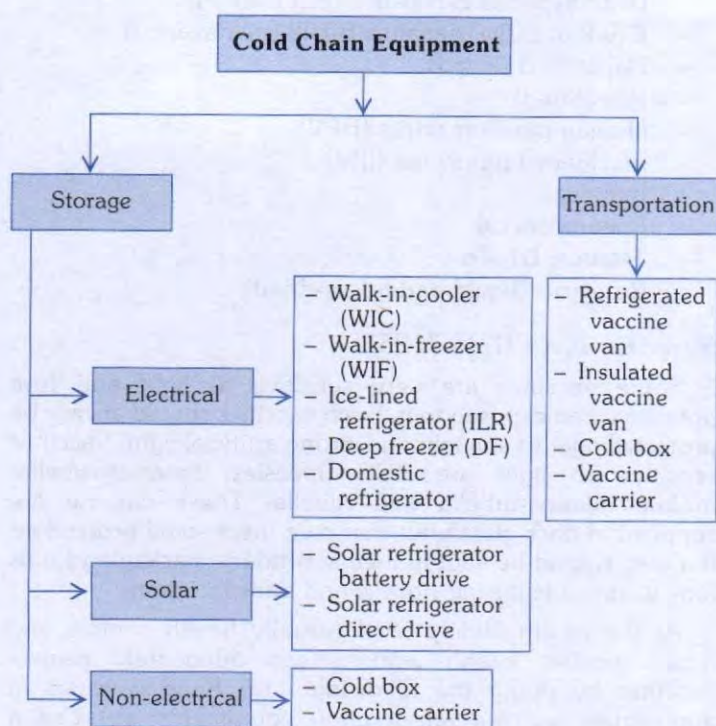 Cold Chain Equipment
Storage
Transportation
Electrical
– Walk-in-cooler
(WIC)
– Walk-in-freezer
(WIF)
– Ice-lined
refrigerator (ILR)
– Deep freezer (DF)
– Domestic
refrigerator
– Refrigerated
vaccine
van
– Insulated
vaccine
van
– Cold box
– Vaccine
carrier
Solar
– Solar refrigerator
battery drive
– Solar refrigerator
direct drive
Non-electrical
– Cold box
– Vaccine carrier